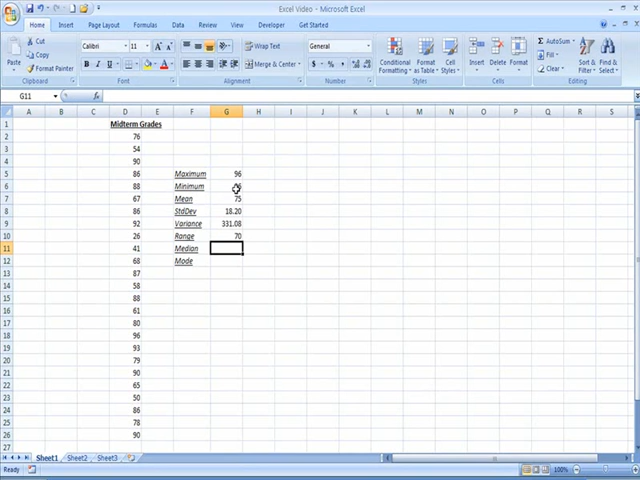 Excel Video - Microsoft Excel
Home Insert Page Layout Formulas Data Review View Developer Get Started
Paste
Cut
Copy
Format Painter
Clipboard
Calibri 11
B I U
Font
Wrap Text
Merge & Center
Alignment
General
$ % ,
Number
Conditional Formatting
Format as Table
Cell Styles
Styles
Insert Delete Format
Cells
Σ AutoSum
Fill
Clear
Sort & Filter
Find & Select
Editing
G11 fx
A B C D E F G H I J K L M N O P Q R S
1 Midterm Grades
2 76
3 54
4 90
5 86 Maximum 96
6 88 Minimum
7 67 Mean 75
8 86 StdDev 18.20
9 92 Variance 331.08
10 26 Range 70
11 41 Median
12 68 Mode
13 87
14 58
15 88
16 61
17 80
18 96
19 93
20 79
21 90
22 65
23 50
24 86
25 78
26 90
27
Sheet1 Sheet2 Sheet3
Ready 100%